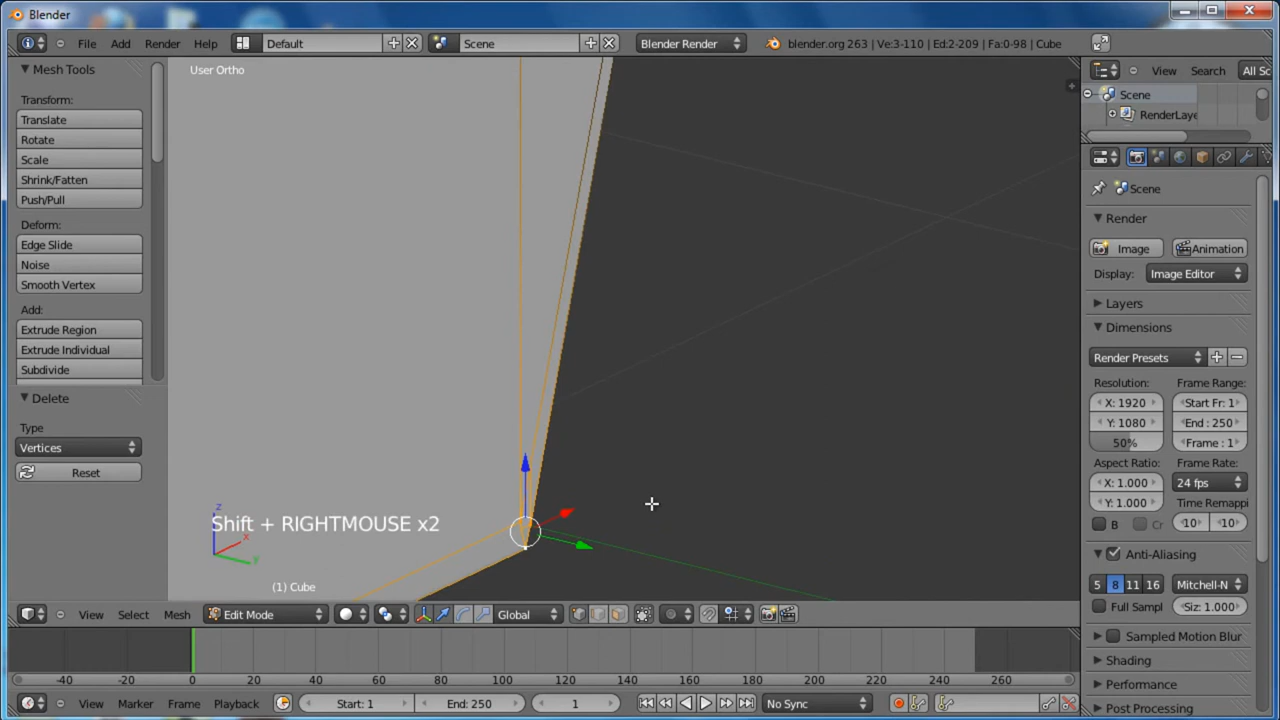 Blender
File Add Render Help Default Scene Blender Render blender.org 263 | Ve:3-110 | Ed:2-209 | Fa:0-98 | Cube
Mesh Tools
Transform:
Translate
Rotate
Scale
Shrink/Fatten
Push/Pull
Deform:
Edge Slide
Noise
Smooth Vertex
Add:
Extrude Region
Extrude Individual
Subdivide
Delete
Type
Vertices
Reset
User Ortho
Shift + RIGHTMOUSE x2
z
x
y
(1) Cube
View Select Mesh Edit Mode Global
-40 -20 0 20 40 60 80 100 120 140 160 180 200 220 240 260
View Marker Frame Playback Start: 1 End: 250 1 No Sync
View Search All Sc
Scene
RenderLaye
Scene
Render
Image Animation
Display: Image Editor
Layers
Dimensions
Render Presets
Resolution: Frame Range:
X: 1920 Start Fr: 1
Y: 1080 End : 250
50% Frame : 1
Aspect Ratio: Frame Rate:
X: 1.000 24 fps
Y: 1.000 Time Remappi
B Cr 10 10
Anti-Aliasing
5 8 11 16 Mitchell-N
Full Sampl Siz: 1.000
Sampled Motion Blur
Shading
Performance
Post Processing